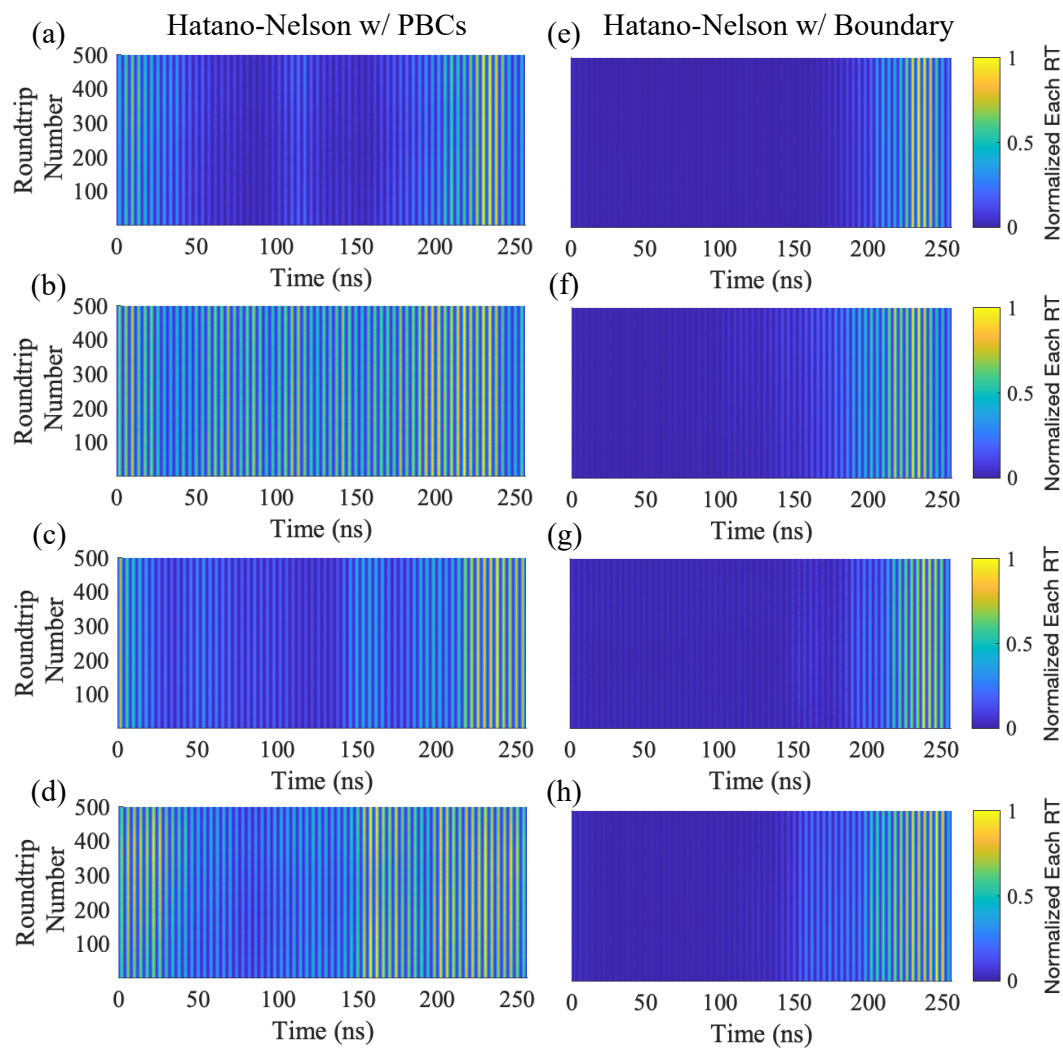 (a) Hatano-Nelson w/ PBCs
500
400
300
200
100
Roundtrip
Number
0 50 100 150 200 250
Time (ns)
(e) Hatano-Nelson w/ Boundary
0 50 100 150 200 250
Time (ns)
1
0.5
0
Normalized Each RT
(b)
500
400
300
200
100
Roundtrip
Number
0 50 100 150 200 250
Time (ns)
(f)
0 50 100 150 200 250
Time (ns)
1
0.5
0
Normalized Each RT
(c)
500
400
300
200
100
Roundtrip
Number
0 50 100 150 200 250
Time (ns)
(g)
0 50 100 150 200 250
Time (ns)
1
0.5
0
Normalized Each RT
(d)
500
400
300
200
100
Roundtrip
Number
0 50 100 150 200 250
Time (ns)
(h)
0 50 100 150 200 250
Time (ns)
1
0.5
0
Normalized Each RT